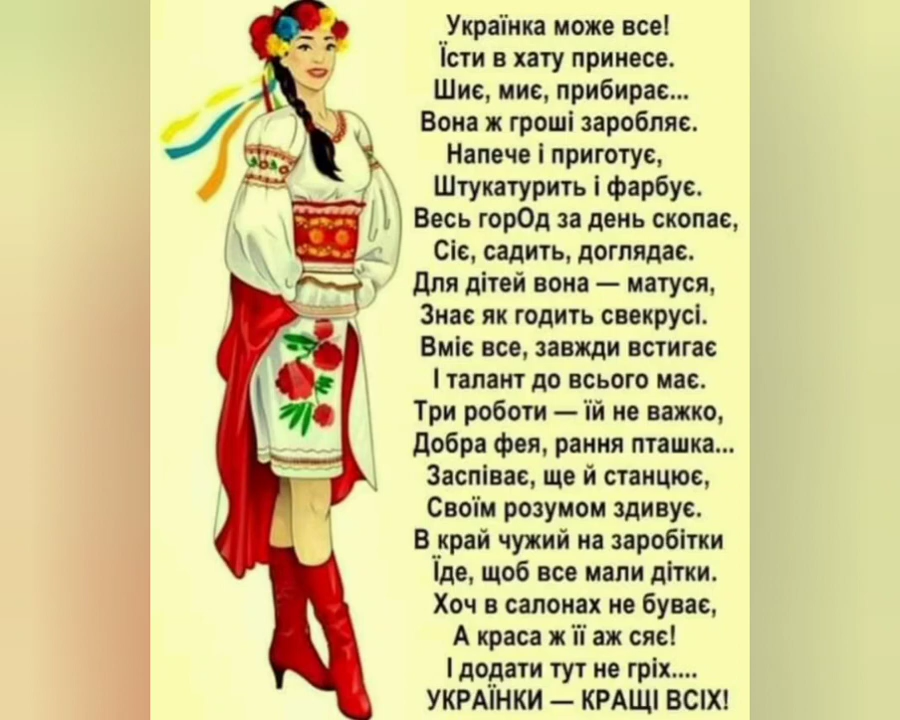 Українка може все!
Їсти в хату принесе.
Шиє, миє, прибирає...
Вона ж гроші заробляє.
Напече і приготує,
Штукатурить і фарбує.
Весь горОд за день скопає,
Сіє, садить, доглядає.
Для дітей вона — матуся,
Знає як годить свекрусі.
Вміє все, завжди встигає
І талант до всього має.
Три роботи — їй не важко,
Добра фея, рання пташка...
Заспіває, ще й станцює,
Своїм розумом здивує.
В край чужий на заробітки
Їде, щоб все мали дітки.
Хоч в салонах не буває,
А краса ж її аж сяє!
І додати тут не гріх....
УКРАЇНКИ — КРАЩІ ВСІХ!